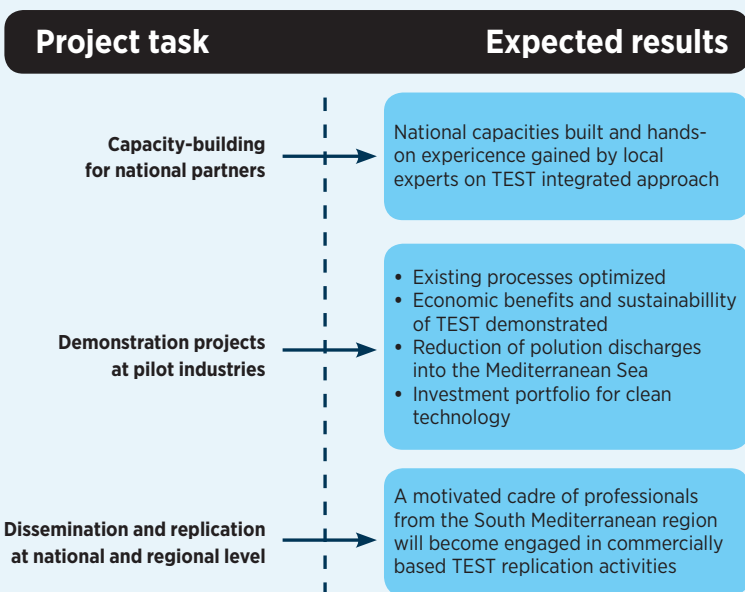 Project task
Expected results
Capacity-building
for national partners
National capacities built and hands-
on expericence gained by local
experts on TEST integrated approach
Demonstration projects
at pilot industries
• Existing processes optimized
• Economic benefits and sustainabillity
of TEST demonstrated
• Reduction of polution discharges
into the Mediterranean Sea
• Investment portfolio for clean
technology
Dissemination and replication
at national and regional level
A motivated cadre of professionals
from the South Mediterranean region
will become engaged in commercially
based TEST replication activities